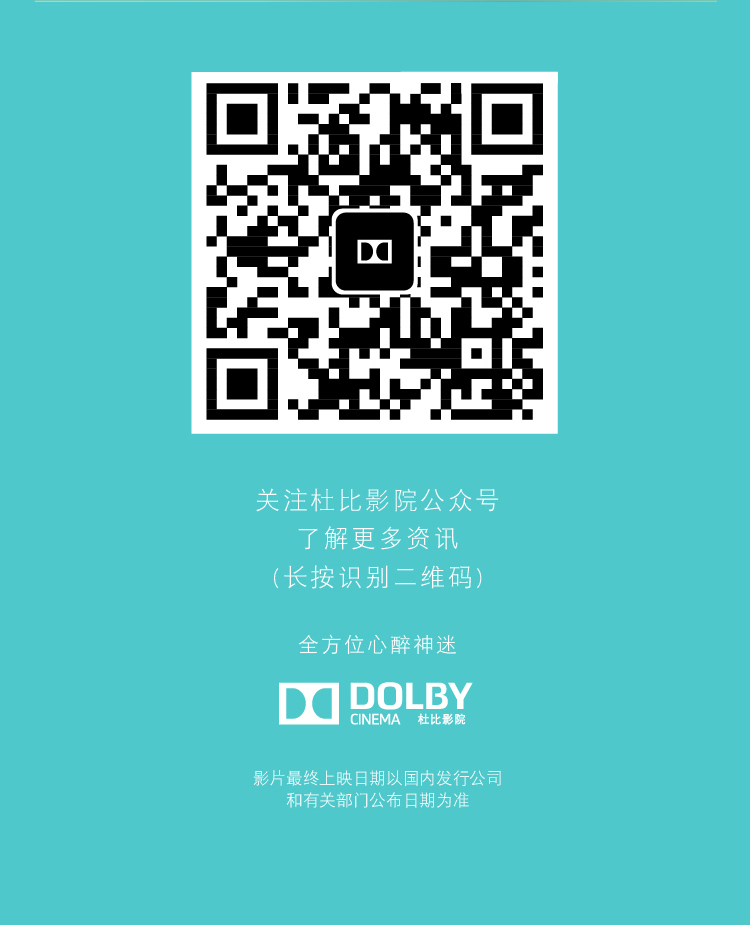 关注杜比影院公众号
了解更多资讯
(长按识别二维码)
全方位心醉神迷
DOLBY
CINEMA 杜比影院
影片最终上映日期以国内发行公司
和有关部门公布日期为准